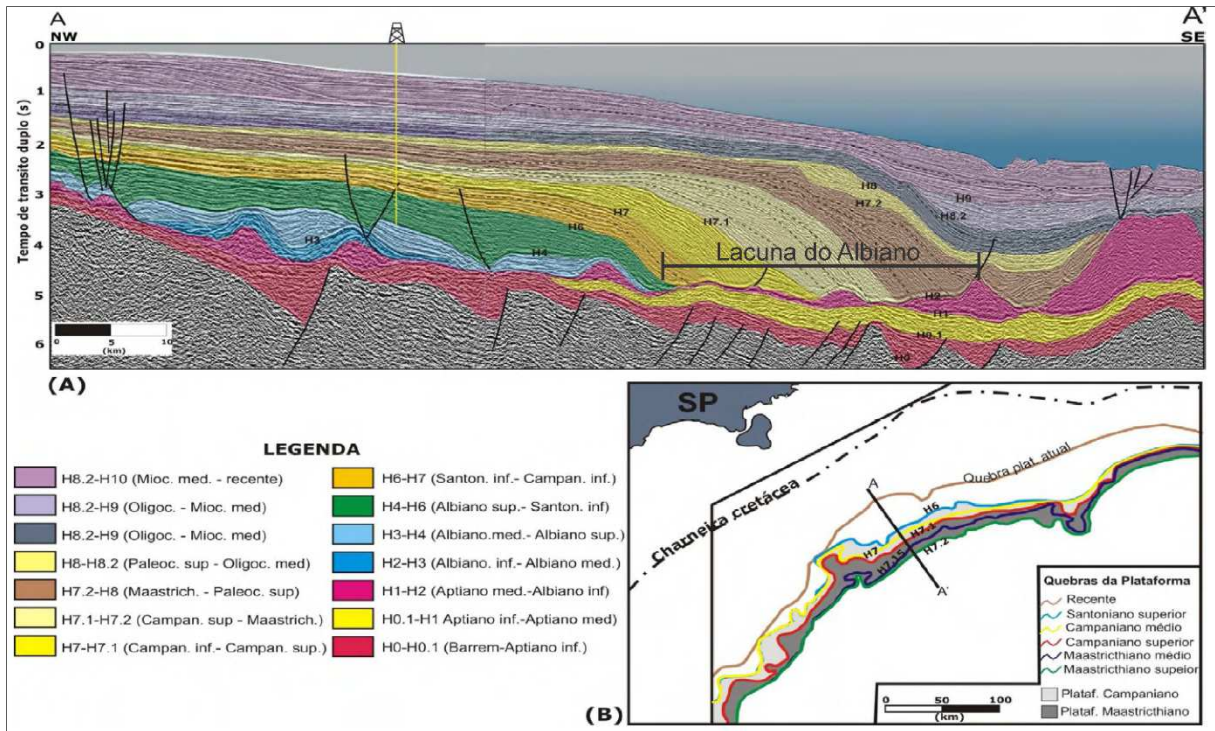 A
NW
A'
SE
Tempo de transito duplo (s)
0
1
2
3
4
5
6
0
5
10
(km)
H3
H4
H6
H7
H7.1
H7.2
H8
H8.2
H9
Lacuna do Albiano
H2
H1
H0.1
H0
(A)
LEGENDA
H8.2-H10 (Mioc. med. - recente)
H8.2-H9 (Oligoc. - Mioc. med)
H8.2-H9 (Oligoc. - Mioc. med)
H8-H8.2 (Paleoc. sup - Oligoc. med)
H7.2-H8 (Maastrich. - Paleoc. sup)
H7.1-H7.2 (Campan. sup - Maastrich.)
H7-H7.1 (Campan. inf.- Campan. sup.)
H6-H7 (Santon. inf.- Campan. inf.)
H4-H6 (Albiano sup.- Santon. inf)
H3-H4 (Albiano.med.- Albiano sup.)
H2-H3 (Albiano. inf.-Albiano med.)
H1-H2 (Aptiano med.-Albiano inf)
H0.1-H1 Aptiano inf.-Aptiano med)
H0-H0.1 (Barrem-Aptiano inf.)
SP
Charneira cretácea
Quebra plat. atual
A
H6
H7
H7.1
H7.15
H7.2
A'
Quebras da Plataforma
Recente
Santoniano superior
Campaniano médio
Campaniano superior
Maastricthiano médio
Maastricthiano supeior
Plataf. Campaniano
Plataf. Maastricthiano
0
50
100
(km)
(B)